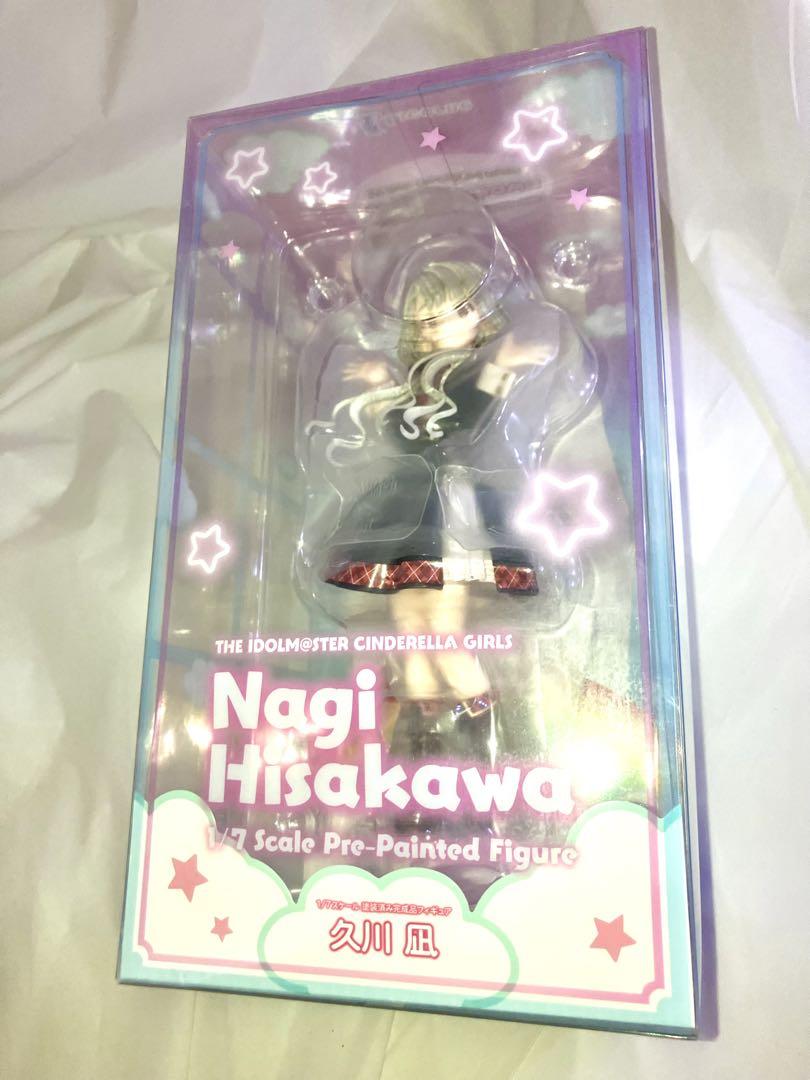 THE IDOLM@STER CINDERELLA GIRLS
Nagi
Hisakawa
1/7 Scale Pre-Painted Figure
1/7スケール 塗装済み完成品フィギュア
久川 凪